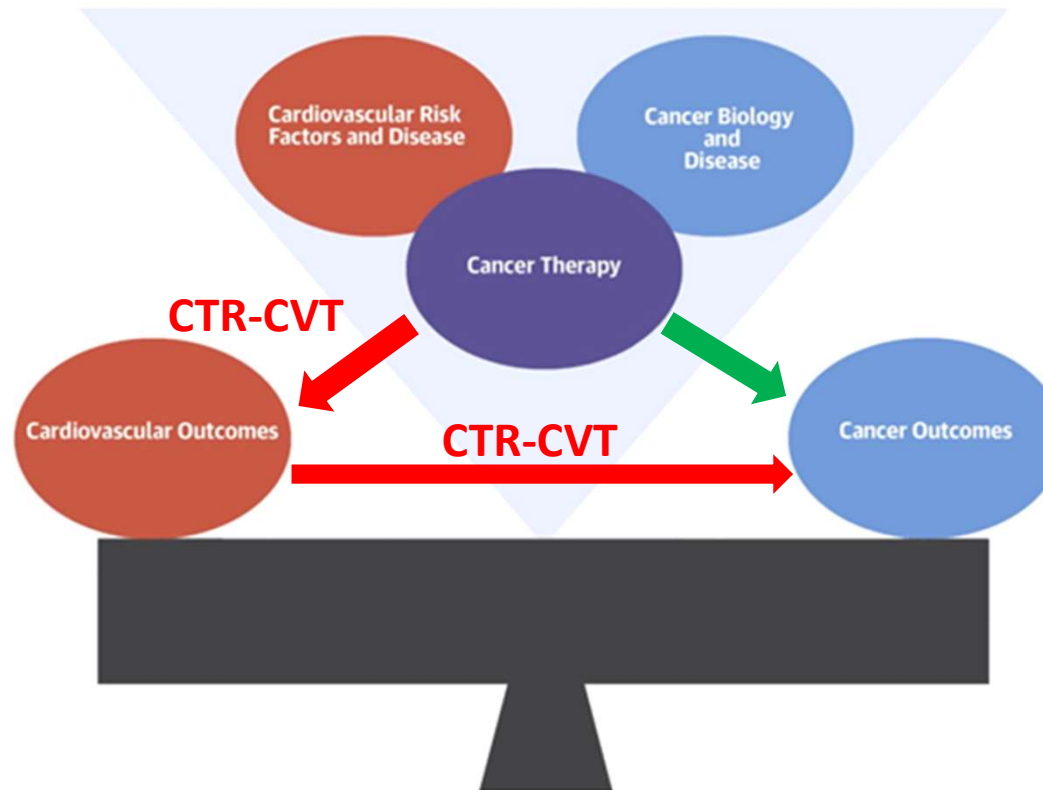 Cardiovascular Risk
Factors and Disease
Cancer Biology
and
Disease
Cancer Therapy
CTR-CVT
Cardiovascular Outcomes
CTR-CVT
Cancer Outcomes